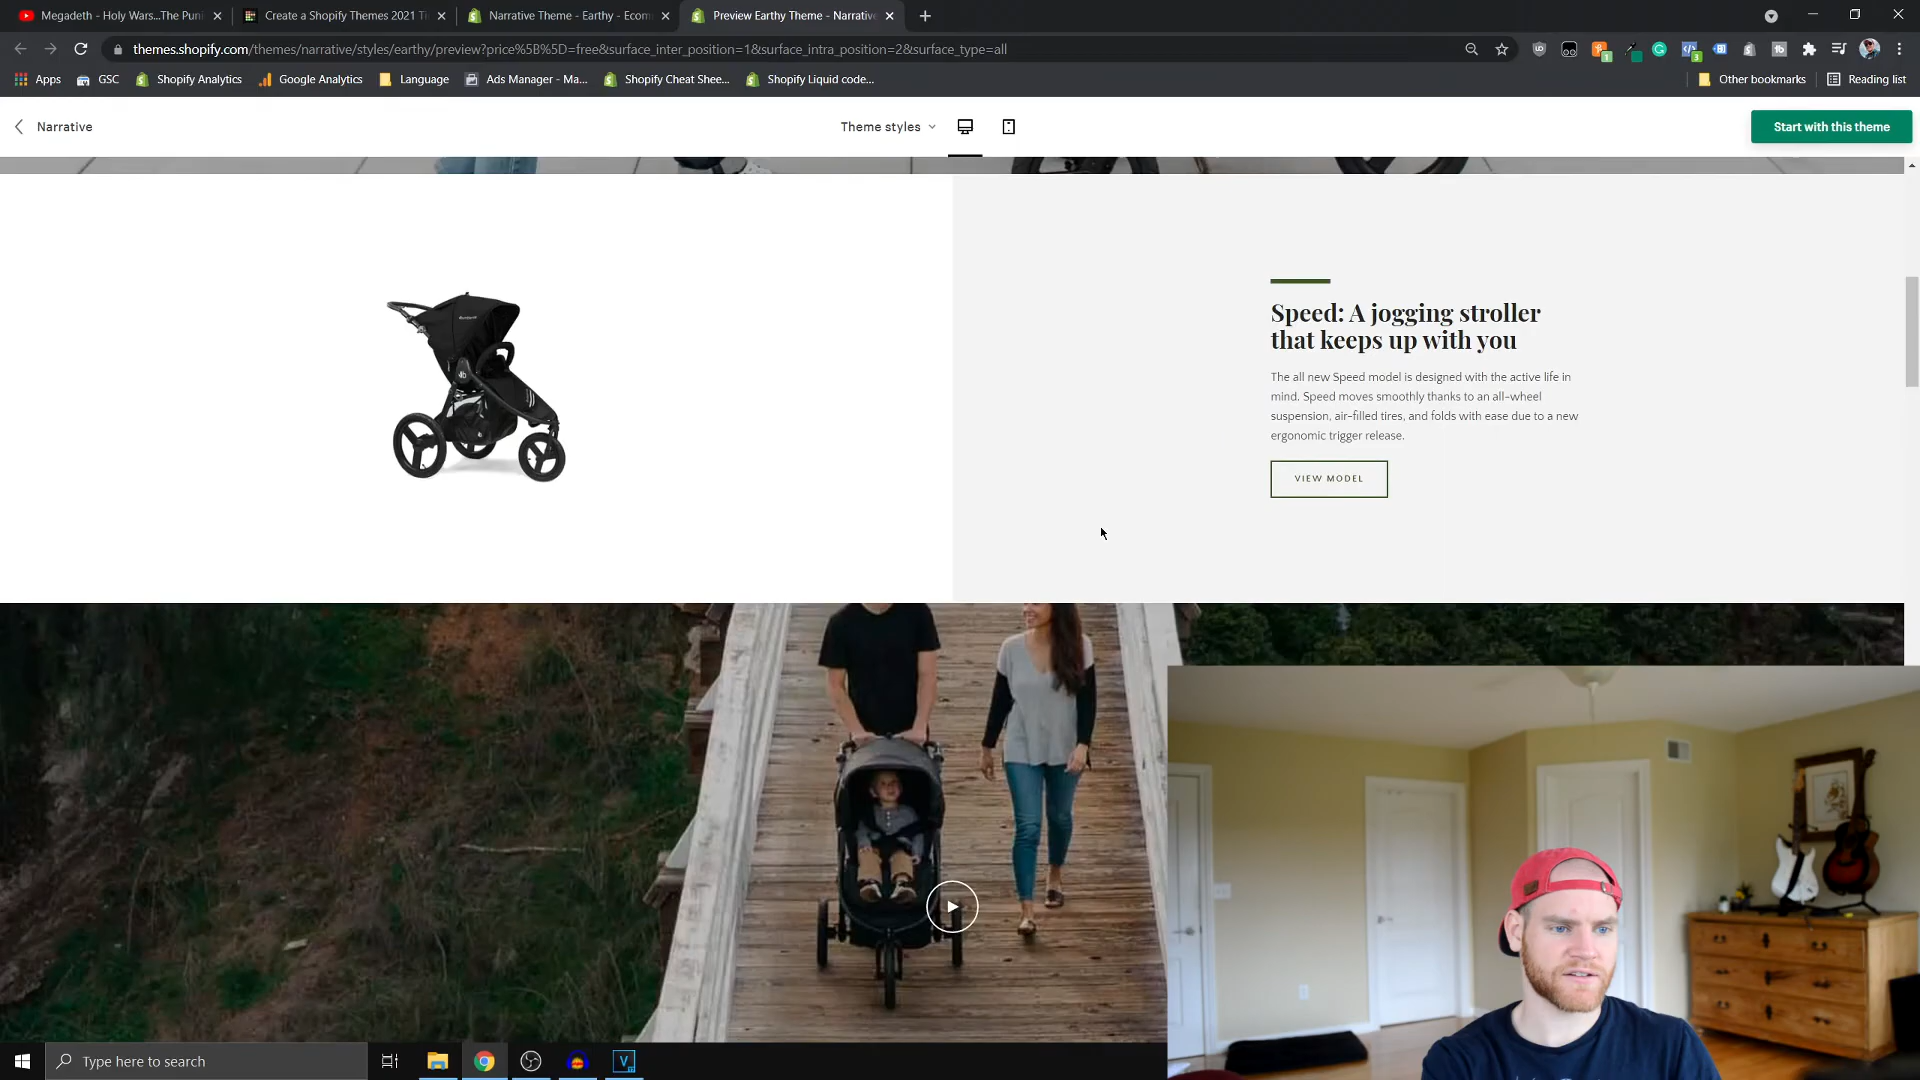 Megadeth - Holy Wars...The Puni
Create a Shopify Themes 2021 Ti
Narrative Theme - Earthy - Ecom
Preview Earthy Theme - Narrative
themes.shopify.com/themes/narrative/styles/earthy/preview?price%5B%5D=free&surface_inter_position=1&surface_intra_position=2&surface_type=all
Apps
GSC
Shopify Analytics
Google Analytics
Language
Ads Manager - Ma...
Shopify Cheat Shee...
Shopify Liquid code...
Other bookmarks
Reading list
Narrative
Theme styles
Start with this theme
Speed: A jogging stroller
that keeps up with you
The all new Speed model is designed with the active life in
mind. Speed moves smoothly thanks to an all-wheel
suspension, air-filled tires, and folds with ease due to a new
ergonomic trigger release.
VIEW MODEL
Type here to search